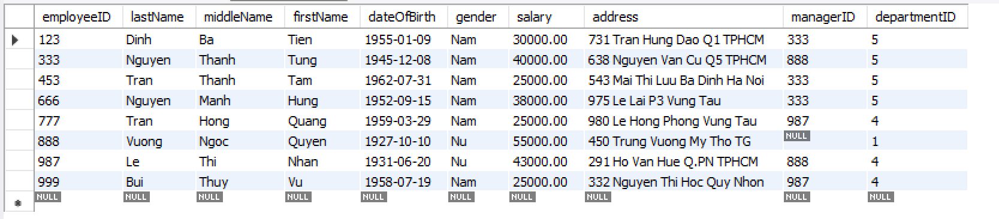 employeeID lastName middleName firstName dateOfBirth gender salary address managerID departmentID
123 Dinh Ba Tien 1955-01-09 Nam 30000.00 731 Tran Hung Dao Q1 TPHCM 333 5
333 Nguyen Thanh Tung 1945-12-08 Nam 40000.00 638 Nguyen Van Cu Q5 TPHCM 888 5
453 Tran Thanh Tam 1962-07-31 Nam 25000.00 543 Mai Thi Luu Ba Dinh Ha Noi 333 5
666 Nguyen Manh Hung 1952-09-15 Nam 38000.00 975 Le Lai P3 Vung Tau 333 5
777 Tran Hong Quang 1959-03-29 Nam 25000.00 980 Le Hong Phong Vung Tau 987 4
888 Vuong Ngoc Quyen 1927-10-10 Nu 55000.00 450 Trung Vuong My Tho TG NULL 1
987 Le Thi Nhan 1931-06-20 Nu 43000.00 291 Ho Van Hue Q.PN TPHCM 888 4
999 Bui Thuy Vu 1958-07-19 Nam 25000.00 332 Nguyen Thi Hoc Quy Nhon 987 4
NULL NULL NULL NULL NULL NULL NULL NULL NULL NULL